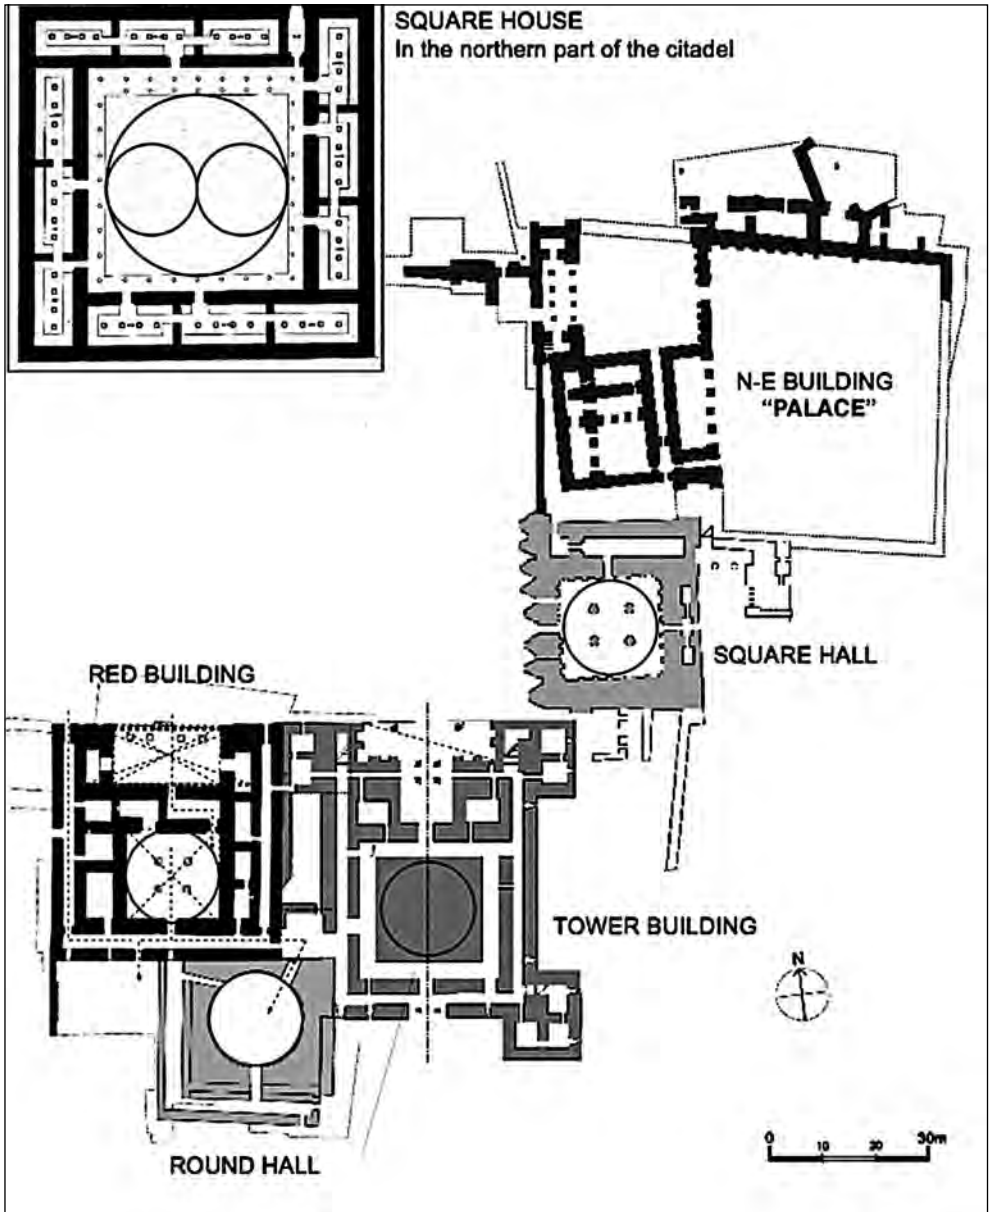 SQUARE HOUSE
In the northern part of the citadel
N-E BUILDING
“PALACE”
SQUARE HALL
RED BUILDING
TOWER BUILDING
N
ROUND HALL
0 10 20 30m